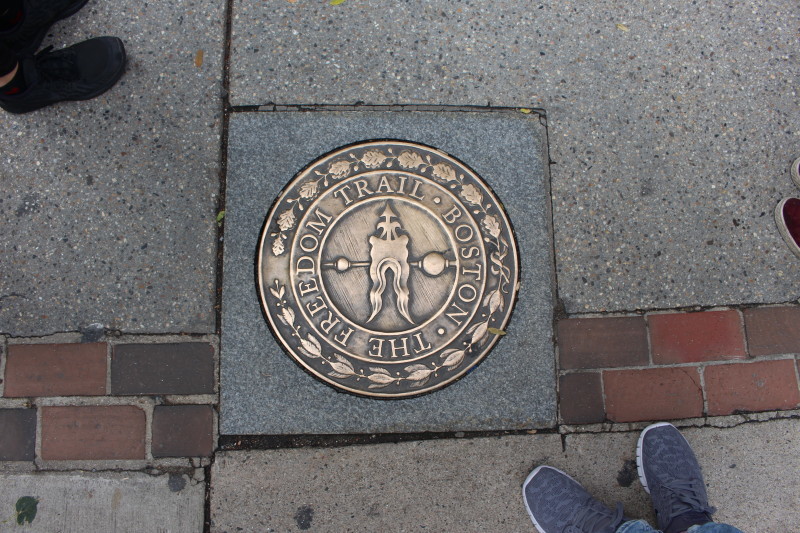 THE FREEDOM TRAIL · BOSTON ·